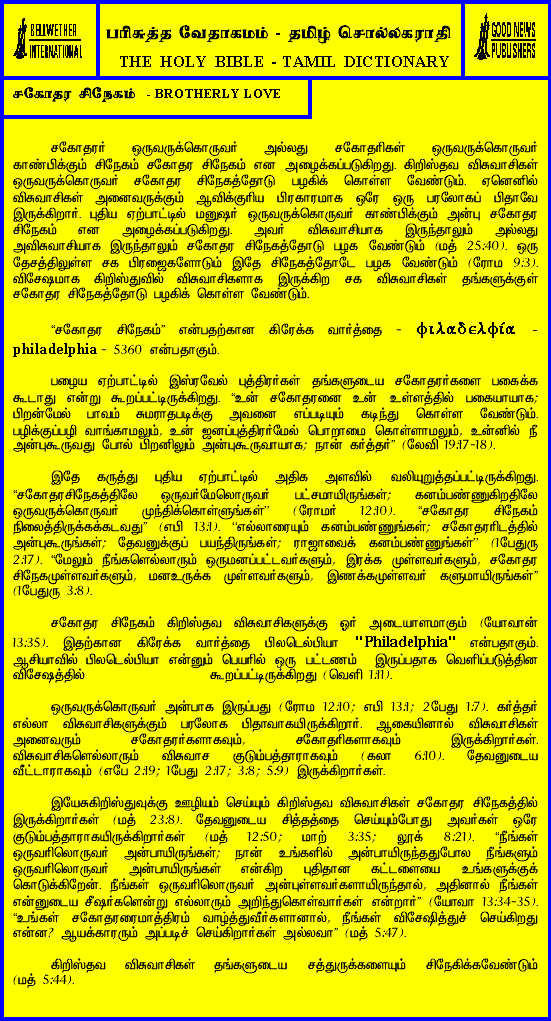 BELLWETHER
INTERNATIONAL
பரிசுத்த வேதாகமம் - தமிழ் சொல்லகராதி
THE HOLY BIBLE - TAMIL DICTIONARY
GOOD NEWS
PUBLISHERS
சகோதர சிநேகம் - BROTHERLY LOVE
சகோதரர் ஒருவருக்கொருவர் அல்லது சகோதரிகள் ஒருவருக்கொருவர்
காண்பிக்கும் சிநேகம் சகோதர சிநேகம் என அழைக்கப்படுகிறது. கிறிஸ்தவ விசுவாசிகள்
ஒருவருக்கொருவர் சகோதர சிநேகத்தோடு பழகிக் கொள்ள வேண்டும். ஏனெனில்
விசுவாசிகள் அனைவருக்கும் ஆவிக்குரிய பிரகாரமாக ஒரே ஒரு பரலோகப் பிதாவே
இருக்கிறார். புதிய ஏற்பாட்டில் மனுஷர் ஒருவருக்கொருவர் காண்பிக்கும் அன்பு சகோதர
சிநேகம் என அழைக்கப்படுகிறது. அவர் விசுவாசியாக இருந்தாலும் அல்லது
அவிசுவாசியாக இருந்தாலும் சகோதர சிநேகத்தோடு பழக வேண்டும் (மத் 25:40). ஒரு
தேசத்திலுள்ள சக பிரஜைகளோடும் இதே சிநேகத்தோடே பழக வேண்டும் (ரோம 9:3).
விசேஷமாக கிறிஸ்துவில் விசுவாசிகளாக இருக்கிற சக விசுவாசிகள் தங்களுக்குள்
சகோதர சிநேகத்தோடு பழகிக் கொள்ள வேண்டும்.
“சகோதர சிநேகம்” என்பதற்கான கிரேக்க வார்த்தை - φιλαδελφία -
philadelphia - 5360 என்பதாகும்.
பழைய ஏற்பாட்டில் இஸ்ரவேல் புத்திரர்கள் தங்களுடைய சகோதரர்களை பகைக்க
கூடாது என்று கூறப்பட்டிருக்கிறது. “உன் சகோதரனை உன் உள்ளத்தில் பகையாயாக;
பிறன்மேல் பாவம் சுமராதபடிக்கு அவனை எப்படியும் கடிந்து கொள்ள வேண்டும்.
பழிக்குப்பழி வாங்காமலும், உன் ஜனப்புத்திரர்மேல் பொறாமை கொள்ளாமலும், உன்னில் நீ
அன்புகூருவது போல் பிறனிலும் அன்புகூருவாயாக; நான் கர்த்தர்” (லேவி 19:17-18).
இதே கருத்து புதிய ஏற்பாட்டில் அதிக அளவில் வலியுறுத்தப்பட்டிருக்கிறது.
“சகோதரசிநேகத்திலே ஒருவர்மேலொருவர் பட்சமாயிருங்கள்; கனம்பண்ணுகிறதிலே
ஒருவருக்கொருவர் முந்திக்கொள்ளுங்கள்” (ரோமர் 12:10). “சகோதர சிநேகம்
நிலைத்திருக்கக்கடவது” (எபி 13:1). “எல்லாரையும் கனம்பண்ணுங்கள்; சகோதரரிடத்தில்
அன்புகூருங்கள்; தேவனுக்குப் பயந்திருங்கள்; ராஜாவைக் கனம்பண்ணுங்கள்” (1பேதுரு
2:17). “மேலும் நீங்களெல்லாரும் ஒருமனப்பட்டவர்களும், இரக்க முள்ளவர்களும், சகோதர
சிநேகமுள்ளவர்களும், மனஉருக்க முள்ளவர்களும், இணக்கமுள்ளவர் களுமாயிருங்கள்”
(1பேதுரு 3:8).
சகோதர சிநேகம் கிறிஸ்தவ விசுவாசிகளுக்கு ஓர் அடையாளமாகும் (யோவான்
13:35). இதற்கான கிரேக்க வார்த்தை பிலடெல்பியா "Philadelphia" என்பதாகும்.
ஆசியாவில் பிலடெல்பியா என்னும் பெயரில் ஒரு பட்டணம் இருப்பதாக வெளிப்படுத்தின
விசேஷத்தில் கூறப்பட்டிருக்கிறது (வெளி 1:11).
ஒருவருக்கொருவர் அன்பாக இருப்பது (ரோம 12:10; எபி 13:1; 2பேது 1:7). கர்த்தர்
எல்லா விசுவாசிகளுக்கும் பரலோக பிதாவாகயிருக்கிறார். ஆகையினால் விசுவாசிகள்
அனைவரும் சகோதரர்களாகவும், சகோதரிகளாகவும் இருக்கிறார்கள்.
விசுவாசிகளெல்லாரும் விசுவாச குடும்பத்தாராகவும் (கலா 6:10). தேவனுடைய
வீட்டாராகவும் (எபே 2:19; 1பேது 2:17; 3:8; 5:9) இருக்கிறார்கள்.
இயேசுகிறிஸ்துவுக்கு ஊழியம் செய்யும் கிறிஸ்தவ விசுவாசிகள் சகோதர சிநேகத்தில்
இருக்கிறார்கள் (மத் 23:8). தேவனுடைய சித்தத்தை செய்யும்போது அவர்கள் ஒரே
குடும்பத்தாராகயிருக்கிறார்கள் (மத் 12:50; மாற் 3:35; லூக் 8:21). “நீங்கள்
ஒருவரிலொருவர் அன்பாயிருங்கள்; நான் உங்களில் அன்பாயிருந்ததுபோல நீங்களும்
ஒருவரிலொருவர் அன்பாயிருங்கள் என்கிற புதிதான கட்டளையை உங்களுக்குக்
கொடுக்கிறேன். நீங்கள் ஒருவரிலொருவர் அன்புள்ளவர்களாயிருந்தால், அதினால் நீங்கள்
என்னுடைய சீஷர்களென்று எல்லாரும் அறிந்துகொள்வார்கள் என்றார்” (யோவா 13:34-35).
“உங்கள் சகோதரரைமாத்திரம் வாழ்த்துவீர்களானால், நீங்கள் விசேஷித்துச் செய்கிறது
என்ன? ஆயக்காரரும் அப்படிச் செய்கிறார்கள் அல்லவா” (மத் 5:47).
கிறிஸ்தவ விசுவாசிகள் தங்களுடைய சத்துருக்களையும் சிநேகிக்கவேண்டும்
(மத் 5:44).